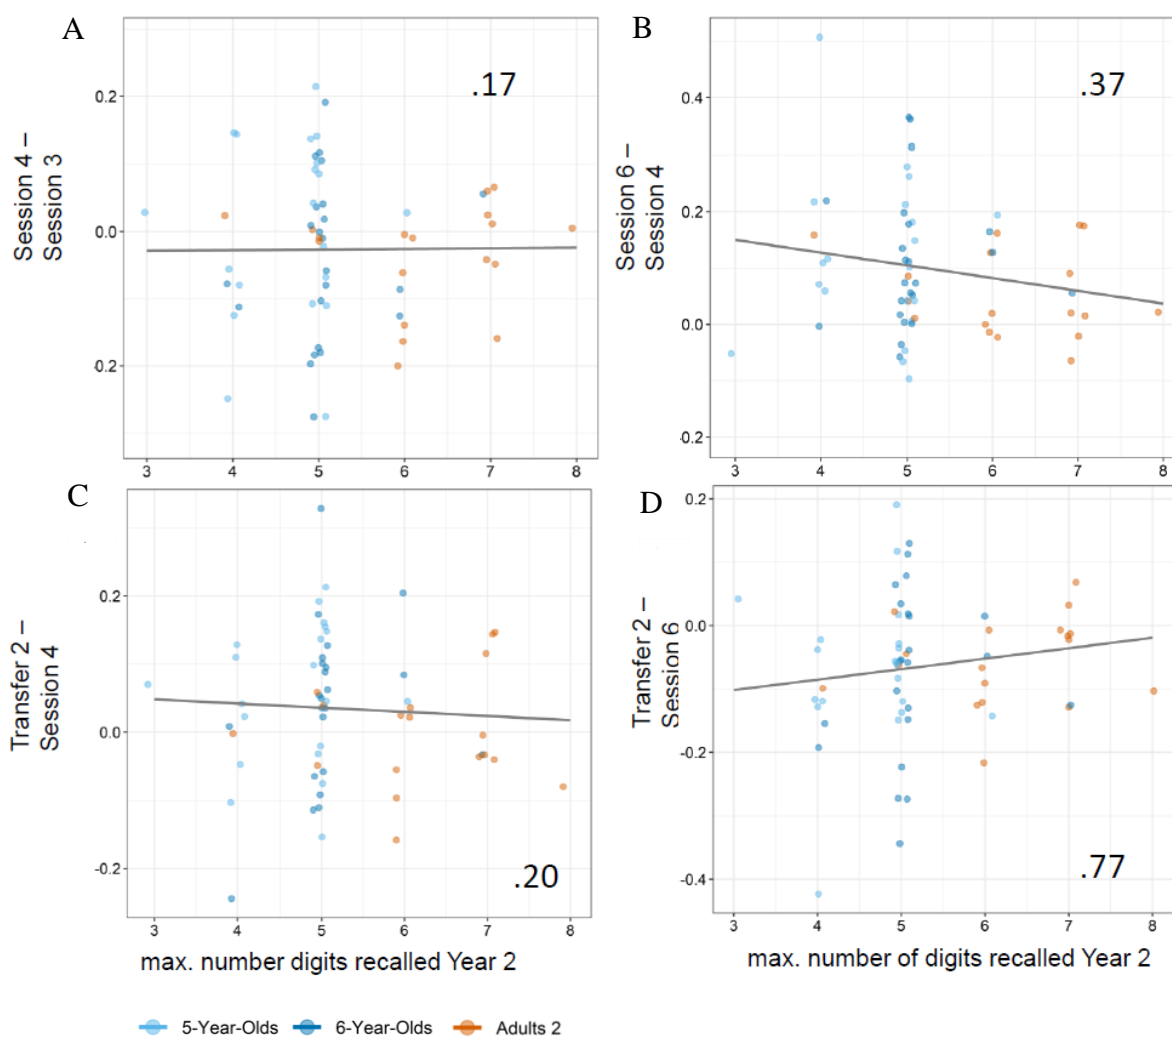 A
.17
Session 4 –
Session 3
0.2
0.0
0.2
3 4 5 6 7 8
B
.37
Session 6 –
Session 4
0.4
0.2
0.0
-0.2
3 4 5 6 7 8
C
Transfer 2 –
Session 4
0.2
0.0
-0.2
.20
3 4 5 6 7 8
max. number digits recalled Year 2
D
Transfer 2 –
Session 6
0.2
0.0
-0.2
-0.4
.77
3 4 5 6 7 8
max. number of digits recalled Year 2
5-Year-Olds 6-Year-Olds Adults 2